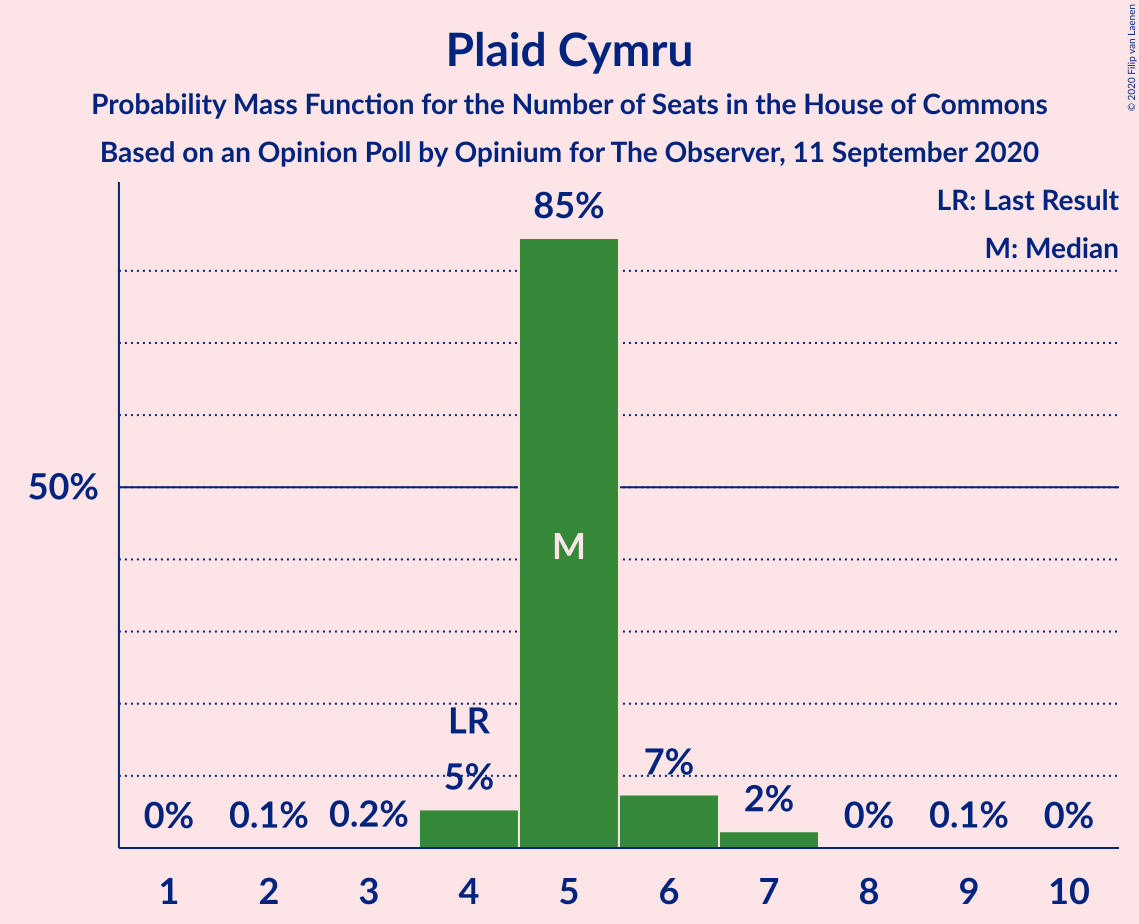 Plaid Cymru
Probability Mass Function for the Number of Seats in the House of Commons
Based on an Opinion Poll by Opinium for The Observer, 11 September 2020
© 2020 Filip van Laenen
LR: Last Result
M: Median
85%
50%
M
LR
5%
7%
2%
0% 0.1% 0.2% 0% 0.1% 0%
1 2 3 4 5 6 7 8 9 10